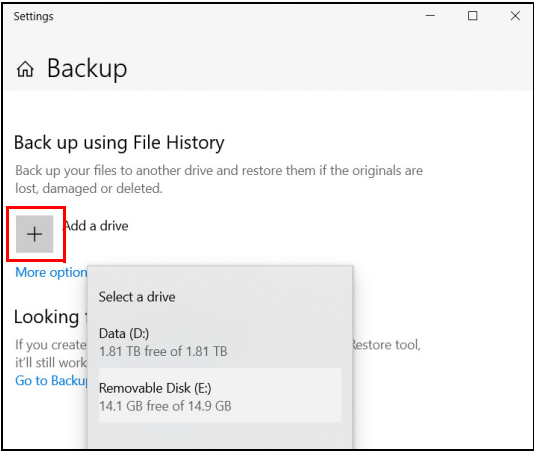 Settings
Backup
Back up using File History
Back up your files to another drive and restore them if the originals are
lost, damaged or deleted.
Add a drive
More option
Select a drive
Data (D:)
1.81 TB free of 1.81 TB
Removable Disk (E:)
14.1 GB free of 14.9 GB
Looking
If you create
Restore tool,
it'll still work
Go to Backup